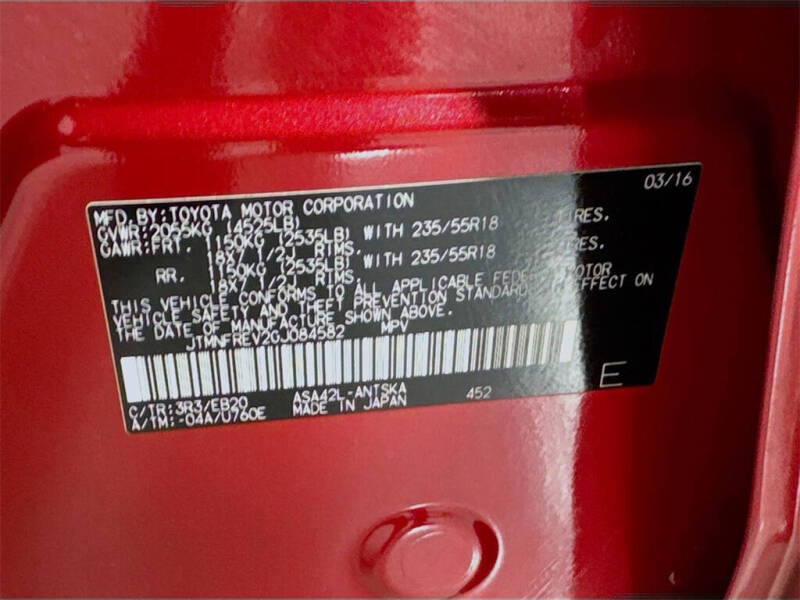 03/16
MFD. BY: TOYOTA MOTOR CORPORATION
GVWR: 2055KG (4525LB)
GAWR: FRT. 1150KG (2535LB) WITH 235/55R18 TIRES.
18X7 1/2J RIMS.
RR. 1150KG (2535LB) WITH 235/55R18 TIRES.
18X7 1/2J RIMS.
THIS VEHICLE CONFORMS TO ALL APPLICABLE FEDERAL MOTOR
VEHICLE SAFETY AND THEFT PREVENTION STANDARDS IN EFFECT ON
THE DATE OF MANUFACTURE SHOWN ABOVE.
JTMNFREV2GJ084582 MPV
E
C/TR: 3R3/EB20 ASA42L-ANTSKA 452
A/TM: -04A/U760E MADE IN JAPAN